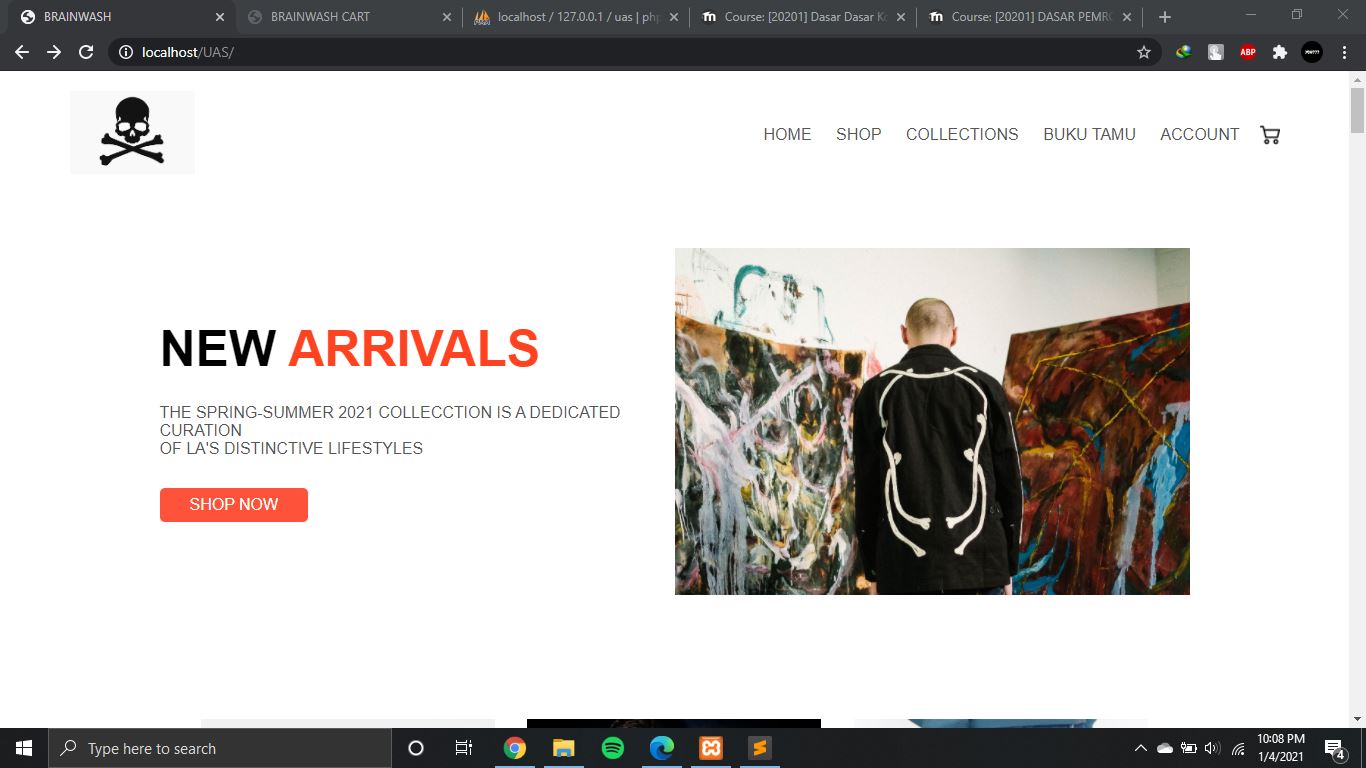 BRAINWASH
BRAINWASH CART
localhost / 127.0.0.1 / uas | php
Course: [20201] Dasar Dasar Ko
Course: [20201] DASAR PEMRO
localhost/UAS/
ABP
HOME
SHOP
COLLECTIONS
BUKU TAMU
ACCOUNT
NEW ARRIVALS
THE SPRING-SUMMER 2021 COLLECCTION IS A DEDICATED
CURATION
OF LA'S DISTINCTIVE LIFESTYLES
SHOP NOW
Type here to search
10:08 PM
1/4/2021
4